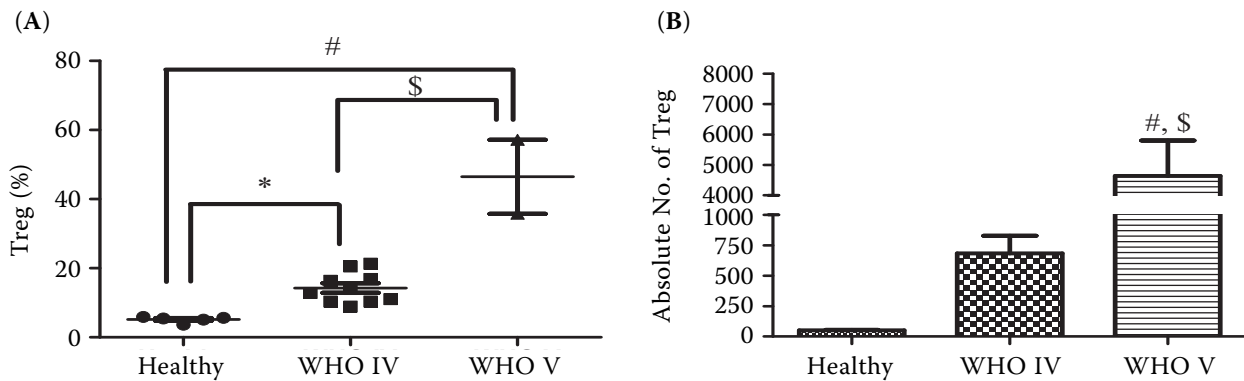 (A)
Treg (%)
80
60
40
20
0
#
$
*
Healthy
WHO IV
WHO V
(B)
Absolute No. of Treg
8000
7000
6000
5000
4000
1000
750
500
250
0
#, $
Healthy
WHO IV
WHO V